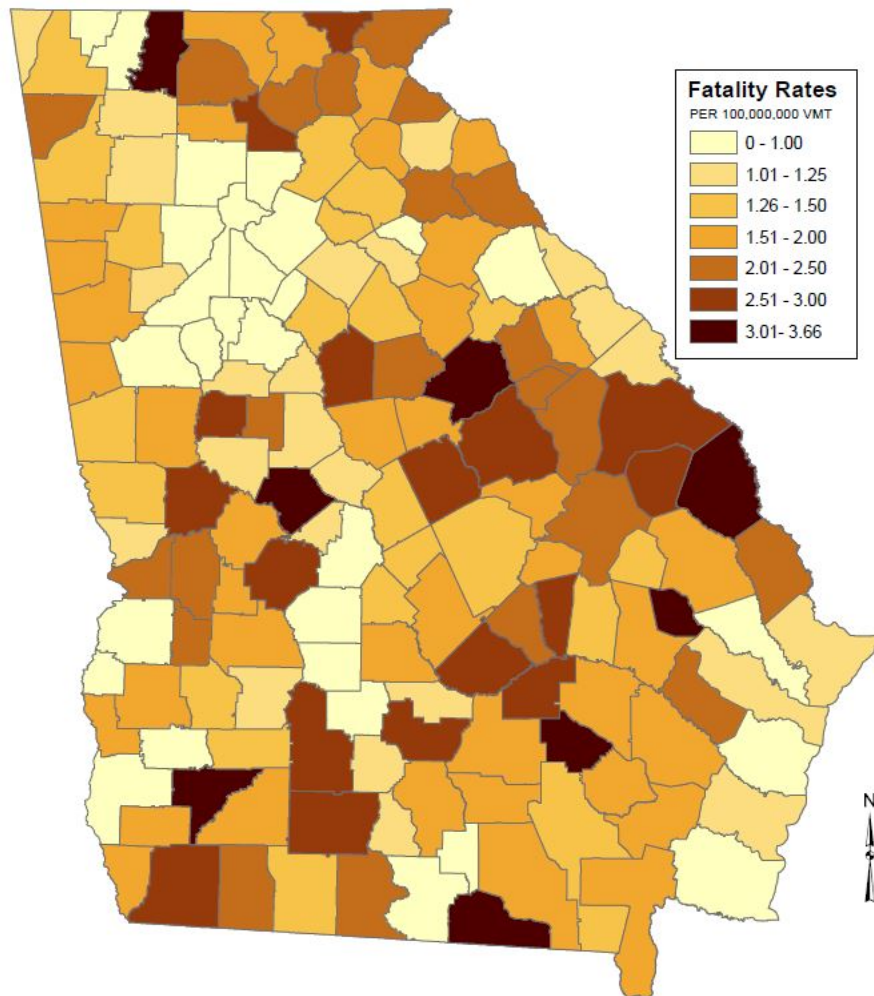 Fatality Rates
PER 100,000,000 VMT
0 - 1.00
1.01 - 1.25
1.26 - 1.50
1.51 - 2.00
2.01 - 2.50
2.51 - 3.00
3.01- 3.66
N